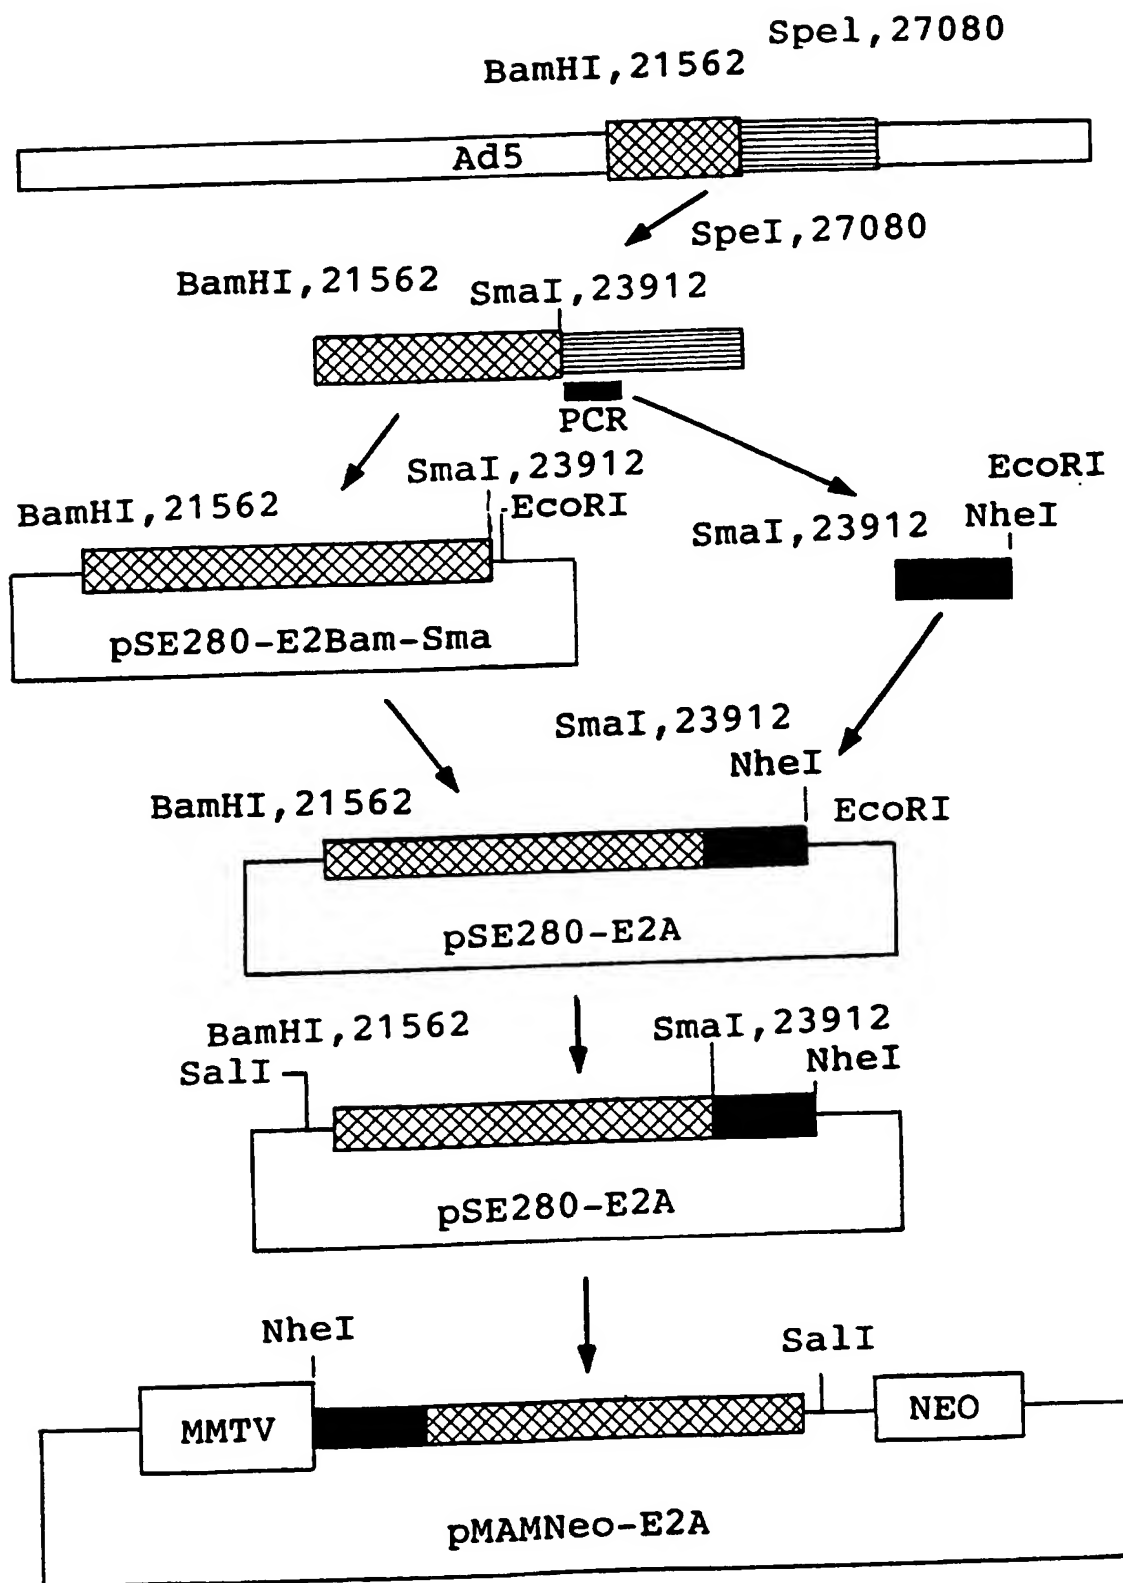 Spel,27080
BamHI,21562
Ad5
SpeI,27080
BamHI,21562
SmaI,23912
PCR
SmaI,23912
EcoRI
BamHI,21562
EcoRI
SmaI,23912
NheI
pSE280-E2Bam-Sma
SmaI,23912
NheI
BamHI,21562
EcoRI
pSE280-E2A
BamHI,21562
SmaI,23912
SalI
NheI
pSE280-E2A
NheI
SalI
MMTV
NEO
pMAMNeo-E2A